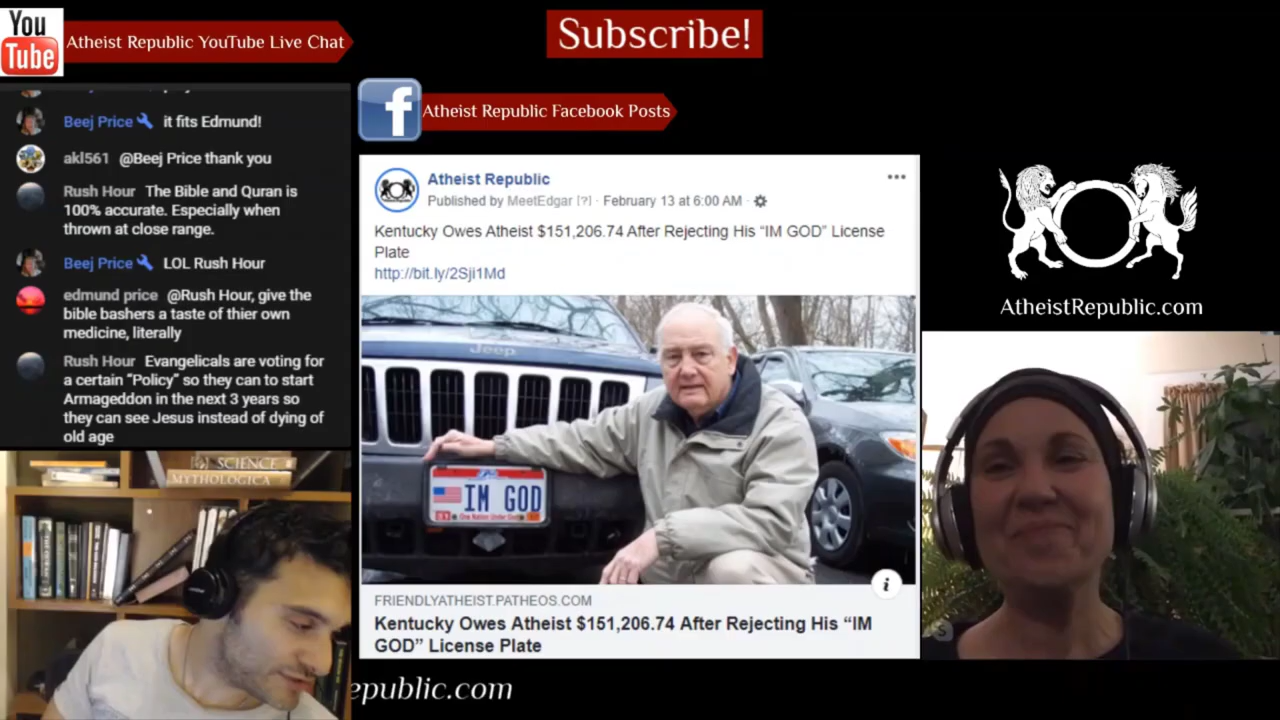 You
Tube
Atheist Republic YouTube Live Chat
Subscribe!
Beej Price it fits Edmund!
akl561 @Beej Price thank you
Rush Hour The Bible and Quran is
100% accurate. Especially when
thrown at close range.
Beej Price LOL Rush Hour
edmund price @Rush Hour, give the
bible bashers a taste of thier own
medicine, literally
Rush Hour Evangelicals are voting for
a certain “Policy” so they can to start
Armageddon in the next 3 years so
they can see Jesus instead of dying of
old age
f
Atheist Republic Facebook Posts
Atheist Republic
Published by MeetEdgar [?] · February 13 at 6:00 AM ·
Kentucky Owes Atheist $151,206.74 After Rejecting His “IM GOD” License
Plate
http://bit.ly/2Sji1Md
Jeep
IM GOD
One Nation Under God
i
FRIENDLYATHEIST.PATHEOS.COM
Kentucky Owes Atheist $151,206.74 After Rejecting His “IM
GOD” License Plate
AtheistRepublic.com
SCIENCE
MYTHOLOGICA
S
epublic.com